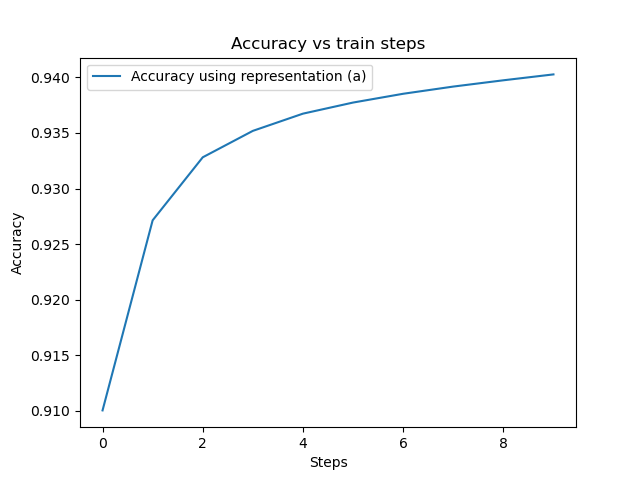 Accuracy vs train steps
Accuracy using representation (a)
0.940
0.935
0.930
0.925
0.920
0.915
0.910
Accuracy
0 2 4 6 8
Steps